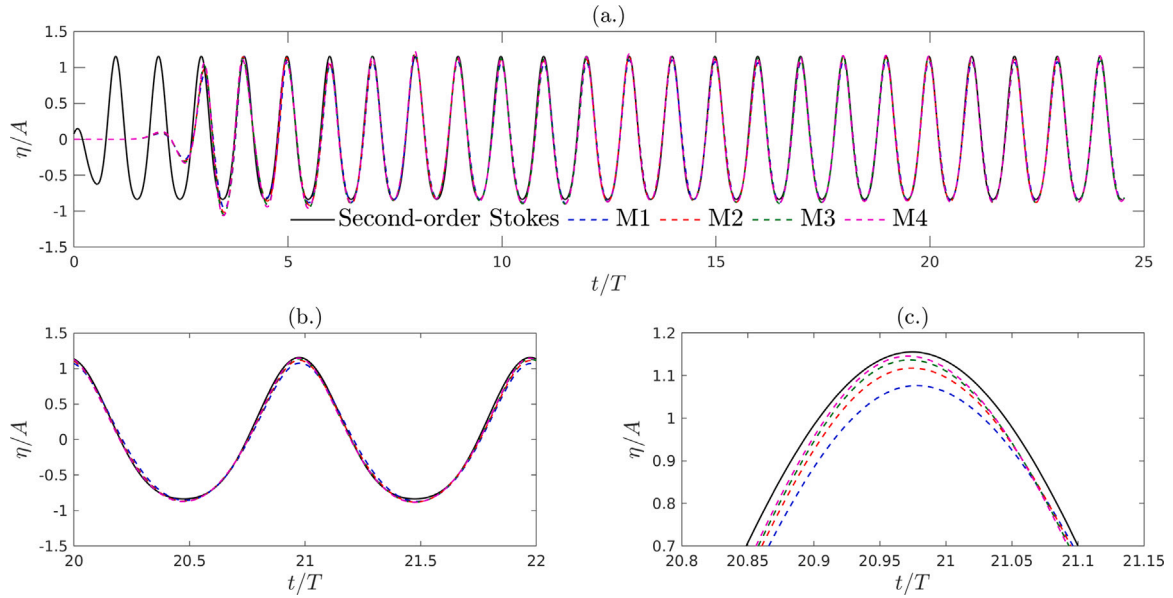 (a.)
1.5
1
0.5
0
-0.5
-1
-1.5
η/A
Second-order Stokes M1 M2 M3 M4
0 5 10 15 20 25
t/T
(b.)
1.5
1
0.5
0
-0.5
-1
-1.5
η/A
20 20.5 21 21.5 22
t/T
(c.)
1.2
1.1
1
0.9
0.8
0.7
η/A
20.8 20.85 20.9 20.95 21 21.05 21.1 21.15
t/T